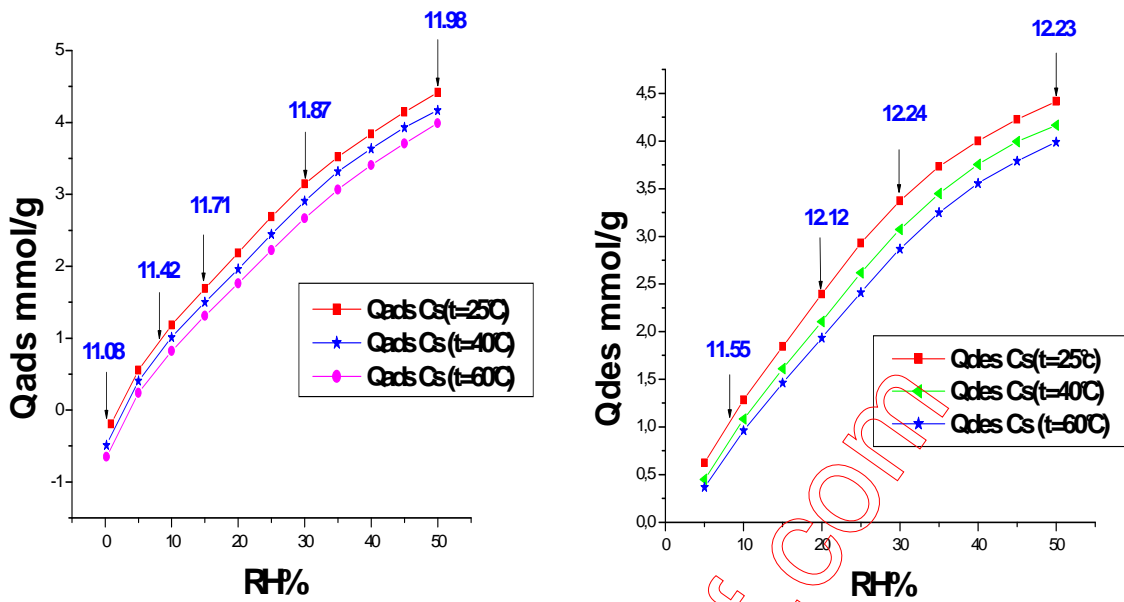 11.98
11.87
11.71
11.42
11.08
5
4
3
2
1
0
-1
Qads mmol/g
Qads Cs(t=25°C)
Qads Cs (t=40°C)
Qads Cs (t=60°C)
0 10 20 30 40 50
RH%
12.23
12.24
12.12
11.55
4,5
4,0
3,5
3,0
2,5
2,0
1,5
1,0
0,5
0,0
Qdes mmol/g
Qdes Cs(t=25°c)
Qdes Cs(t=40°C)
Qdes Cs (t=60°C)
0 10 20 30 40 50
RH%
f.com